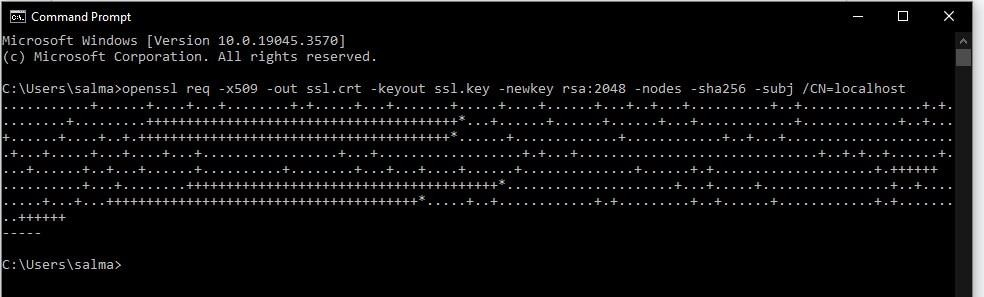 Command Prompt
Microsoft Windows [Version 10.0.19045.3570]
(c) Microsoft Corporation. All rights reserved.
C:\Users\salma>openssl req -x509 -out ssl.crt -keyout ssl.key -newkey rsa:2048 -nodes -sha256 -subj /CN=localhost
-----
C:\Users\salma>